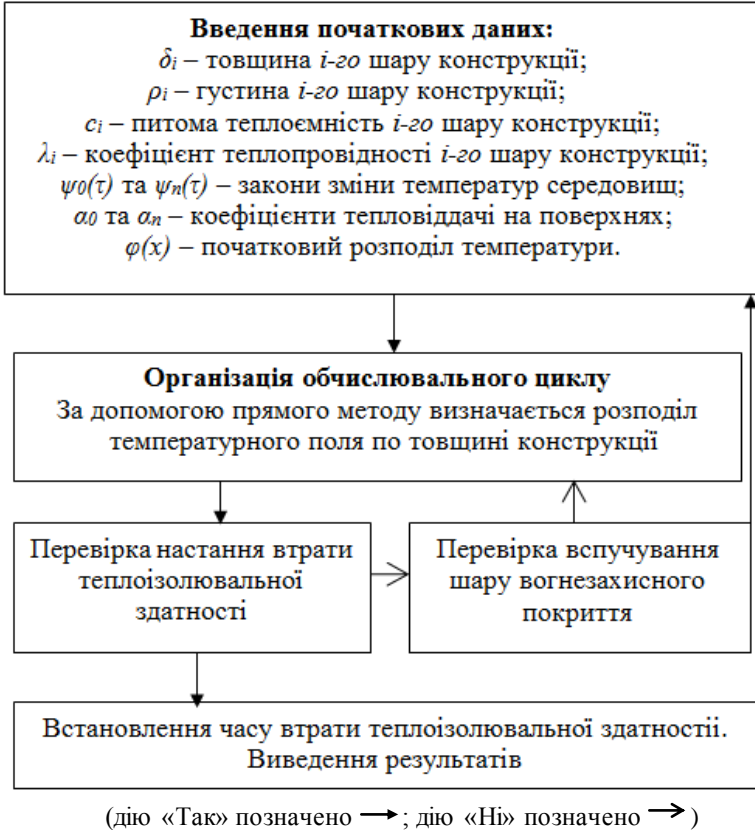 Введення початкових даних:
δi – товщина i-го шару конструкції;
ρi – густина i-го шару конструкції;
ci – питома теплоємність i-го шару конструкції;
λi – коефіцієнт теплопровідності i-го шару конструкції;
ψ0(τ) та ψn(τ) – закони зміни температур середовищ;
α0 та αn – коефіцієнти тепловіддачі на поверхнях;
φ(x) – початковий розподіл температури.
Організація обчислювального циклу
За допомогою прямого методу визначається розподіл
температурного поля по товщині конструкції
Перевірка настання втрати
теплоізолювальної
здатності
Перевірка вспучування
шару вогнезахисного
покриття
Встановлення часу втрати теплоізолювальної здатностіі.
Виведення результатів
(дію «Так» позначено →; дію «Ні» позначено →)